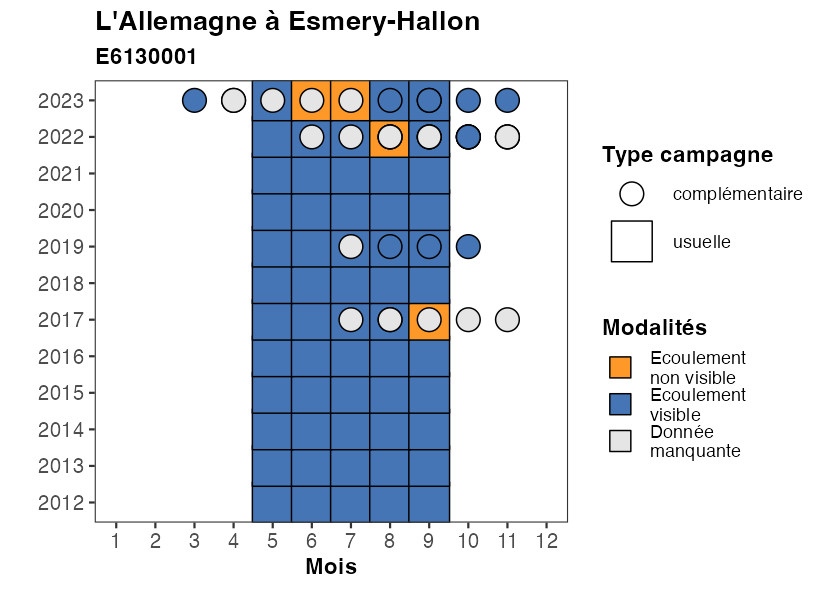 L'Allemagne à Esmery-Hallon
E6130001
2023
2022
2021
2020
2019
2018
2017
2016
2015
2014
2013
2012
1 2 3 4 5 6 7 8 9 10 11 12
Mois
Type campagne
complémentaire
usuelle
Modalités
Ecoulement
non visible
Ecoulement
visible
Donnée
manquante